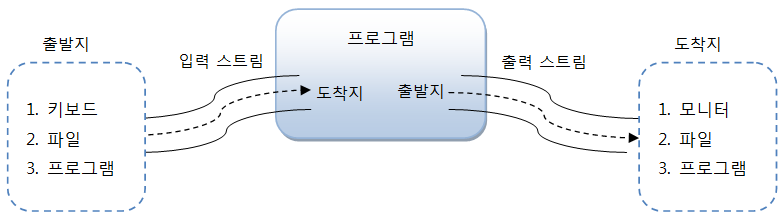 출발지
1. 키보드
2. 파일
3. 프로그램
입력 스트림
프로그램
도착지
출발지
출력 스트림
도착지
1. 모니터
2. 파일
3. 프로그램